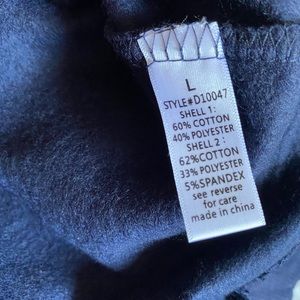 L
STYLE#D10047
SHELL 1:
60% COTTON
40% POLYESTER
SHELL 2 :
62%COTTON
33% POLYESTER
5%SPANDEX
see reverse
for care
made in china